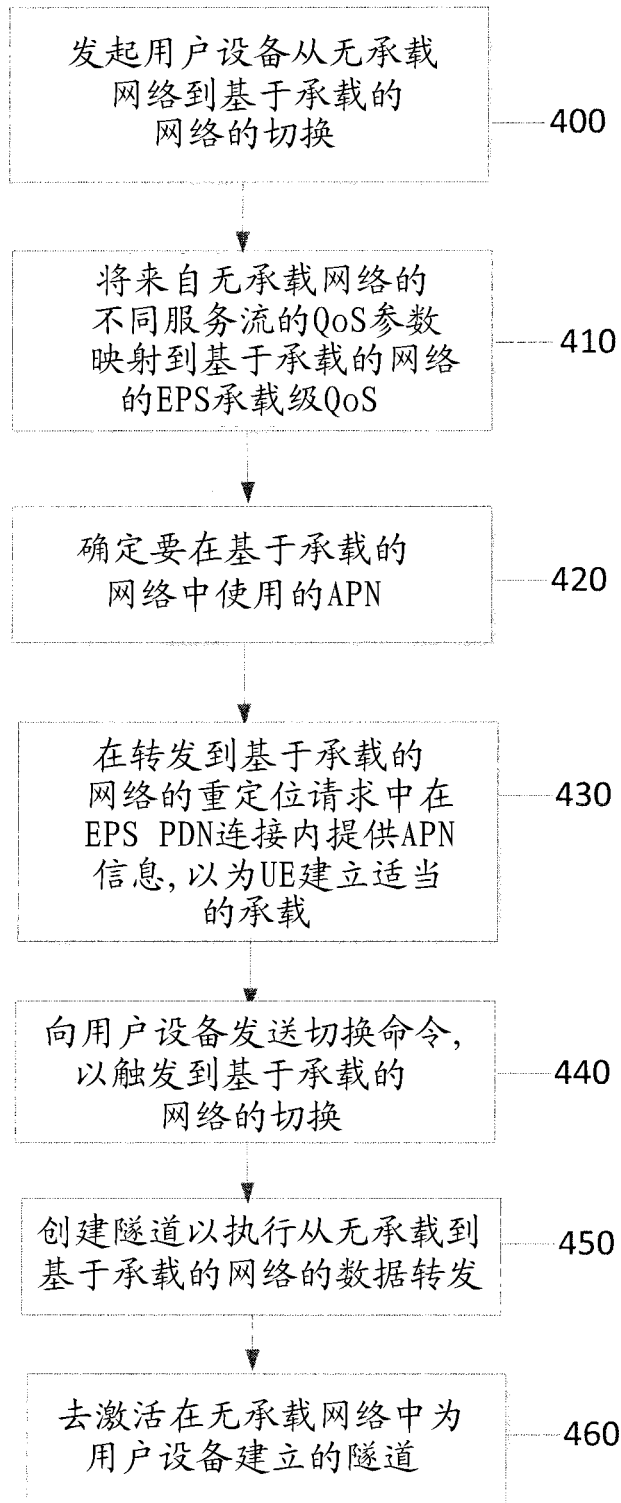 发起用户设备从无承载
网络到基于承载的
网络的切换
400
将来自无承载网络的
不同服务流的QoS参数
映射到基于承载的网络
的EPS承载级QoS
410
确定要在基于承载的
网络中使用的APN
420
在转发到基于承载的
网络的重定位请求中在
EPS PDN连接内提供APN
信息,以为UE建立适当
的承载
430
向用户设备发送切换命令,
以触发到基于承载的
网络的切换
440
创建隧道以执行从无承载到
基于承载的网络的数据转发
450
去激活在无承载网络中为
用户设备建立的隧道
460